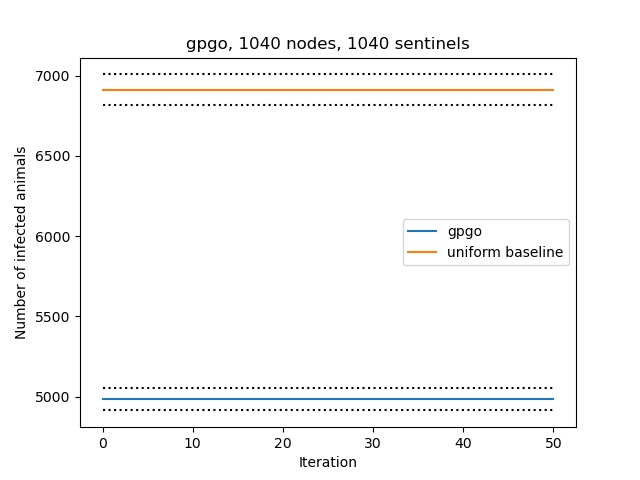 gpgo, 1040 nodes, 1040 sentinels
7000
6500
6000
5500
5000
Number of infected animals
gpgo
uniform baseline
0 10 20 30 40 50
Iteration